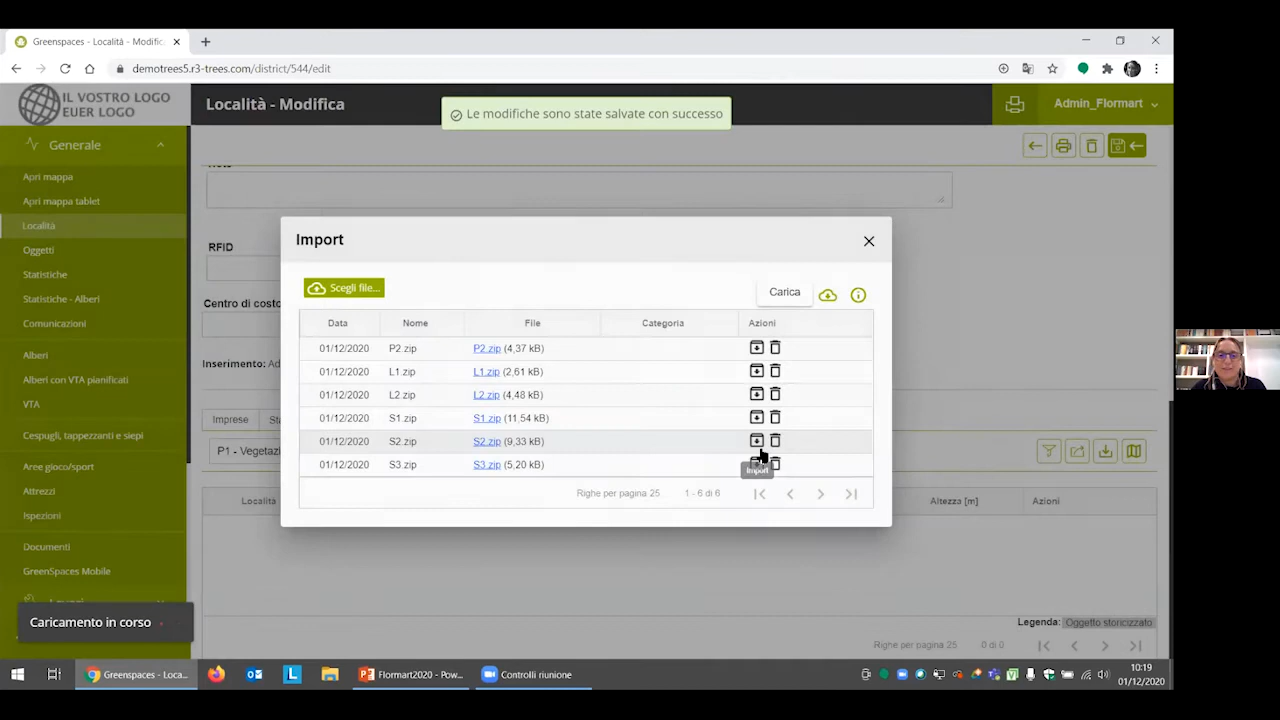 Greenspaces - Località - Modific
demotrees5.r3-trees.com/district/544/edit
IL VOSTRO LOGO
EUER LOGO
Località - Modifica
Le modifiche sono state salvate con successo
Admin_Flormart
Generale
Apri mappa
Apri mappa tablet
Località
Oggetti
Statistiche
Statistiche - Alberi
Comunicazioni
Alberi
Alberi con VTA pianificati
VTA
Cespugli, tappezzanti e siepi
Aree gioco/sport
Attrezzi
Ispezioni
Documenti
GreenSpaces Mobile
Caricamento in corso
RFID
Centro di costo
Inserimento: Ad
Imprese
P1 - Vegetazi
Località
Altezza [m]
Azioni
Legenda: Oggetto storicizzato
Righe per pagina 25
0 di 0
Import
Scegli file...
Carica
Data Nome File Categoria Azioni
01/12/2020 P2.zip P2.zip (4,37 kB)
01/12/2020 L1.zip L1.zip (2,61 kB)
01/12/2020 L2.zip L2.zip (4,48 kB)
01/12/2020 S1.zip S1.zip (11,54 kB)
01/12/2020 S2.zip S2.zip (9,33 kB)
01/12/2020 S3.zip S3.zip (5,20 kB)
Import
Righe per pagina 25 1 - 6 di 6
Greenspaces - Loca...
Flormart2020 - Pow...
Controlli riunione
10:19
01/12/2020